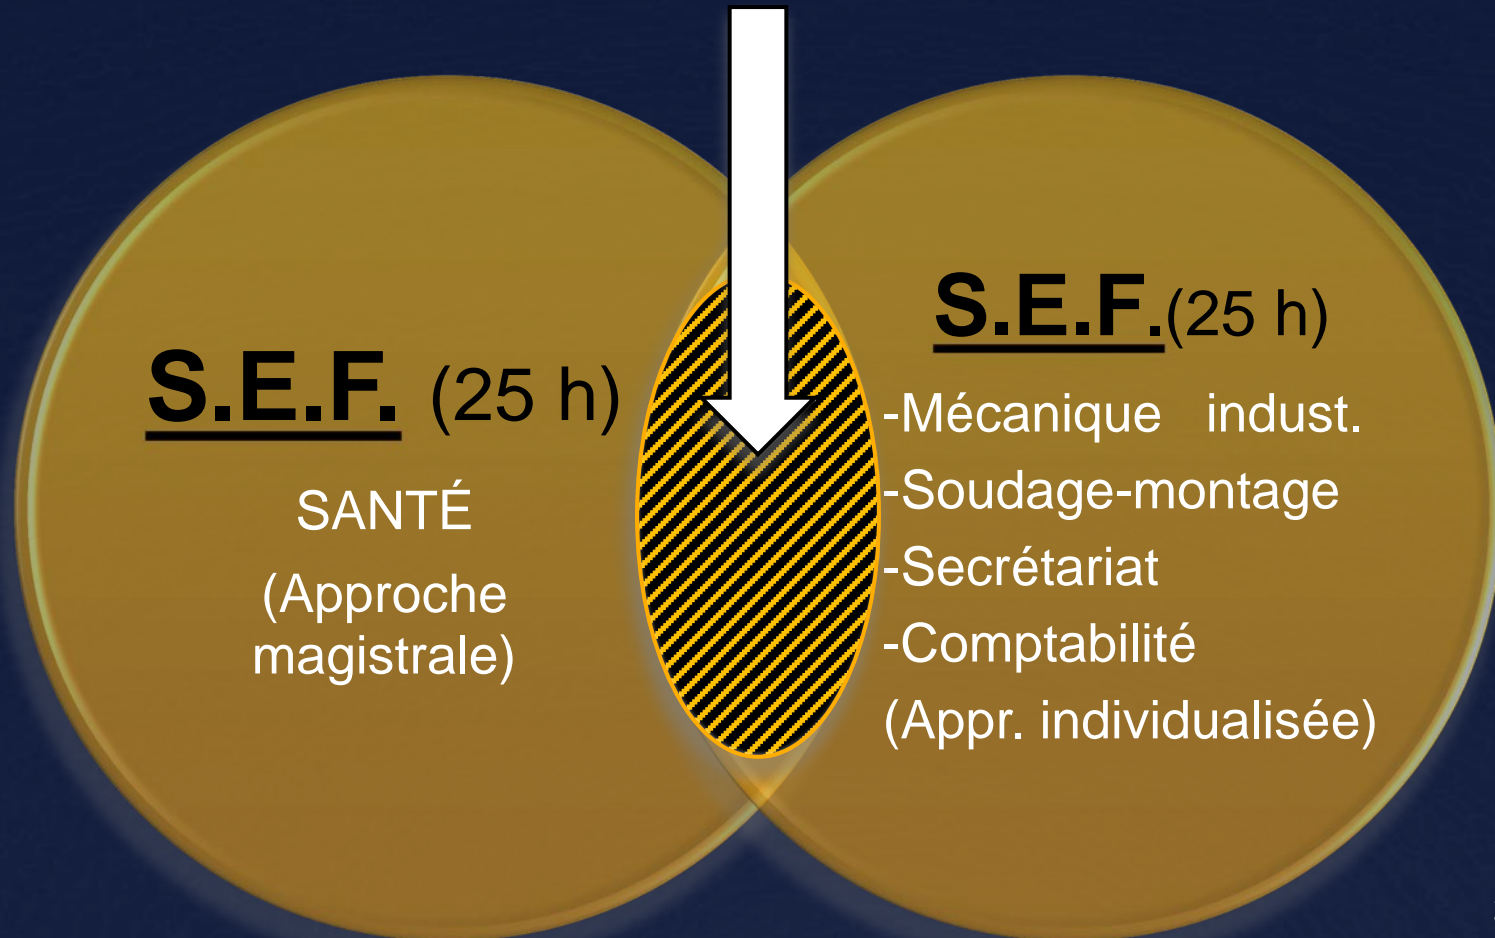 S.E.F. (25 h)
SANTÉ
(Approche
magistrale)
S.E.F.(25 h)
-Mécanique indust.
-Soudage-montage
-Secrétariat
-Comptabilité
(Appr. individualisée)